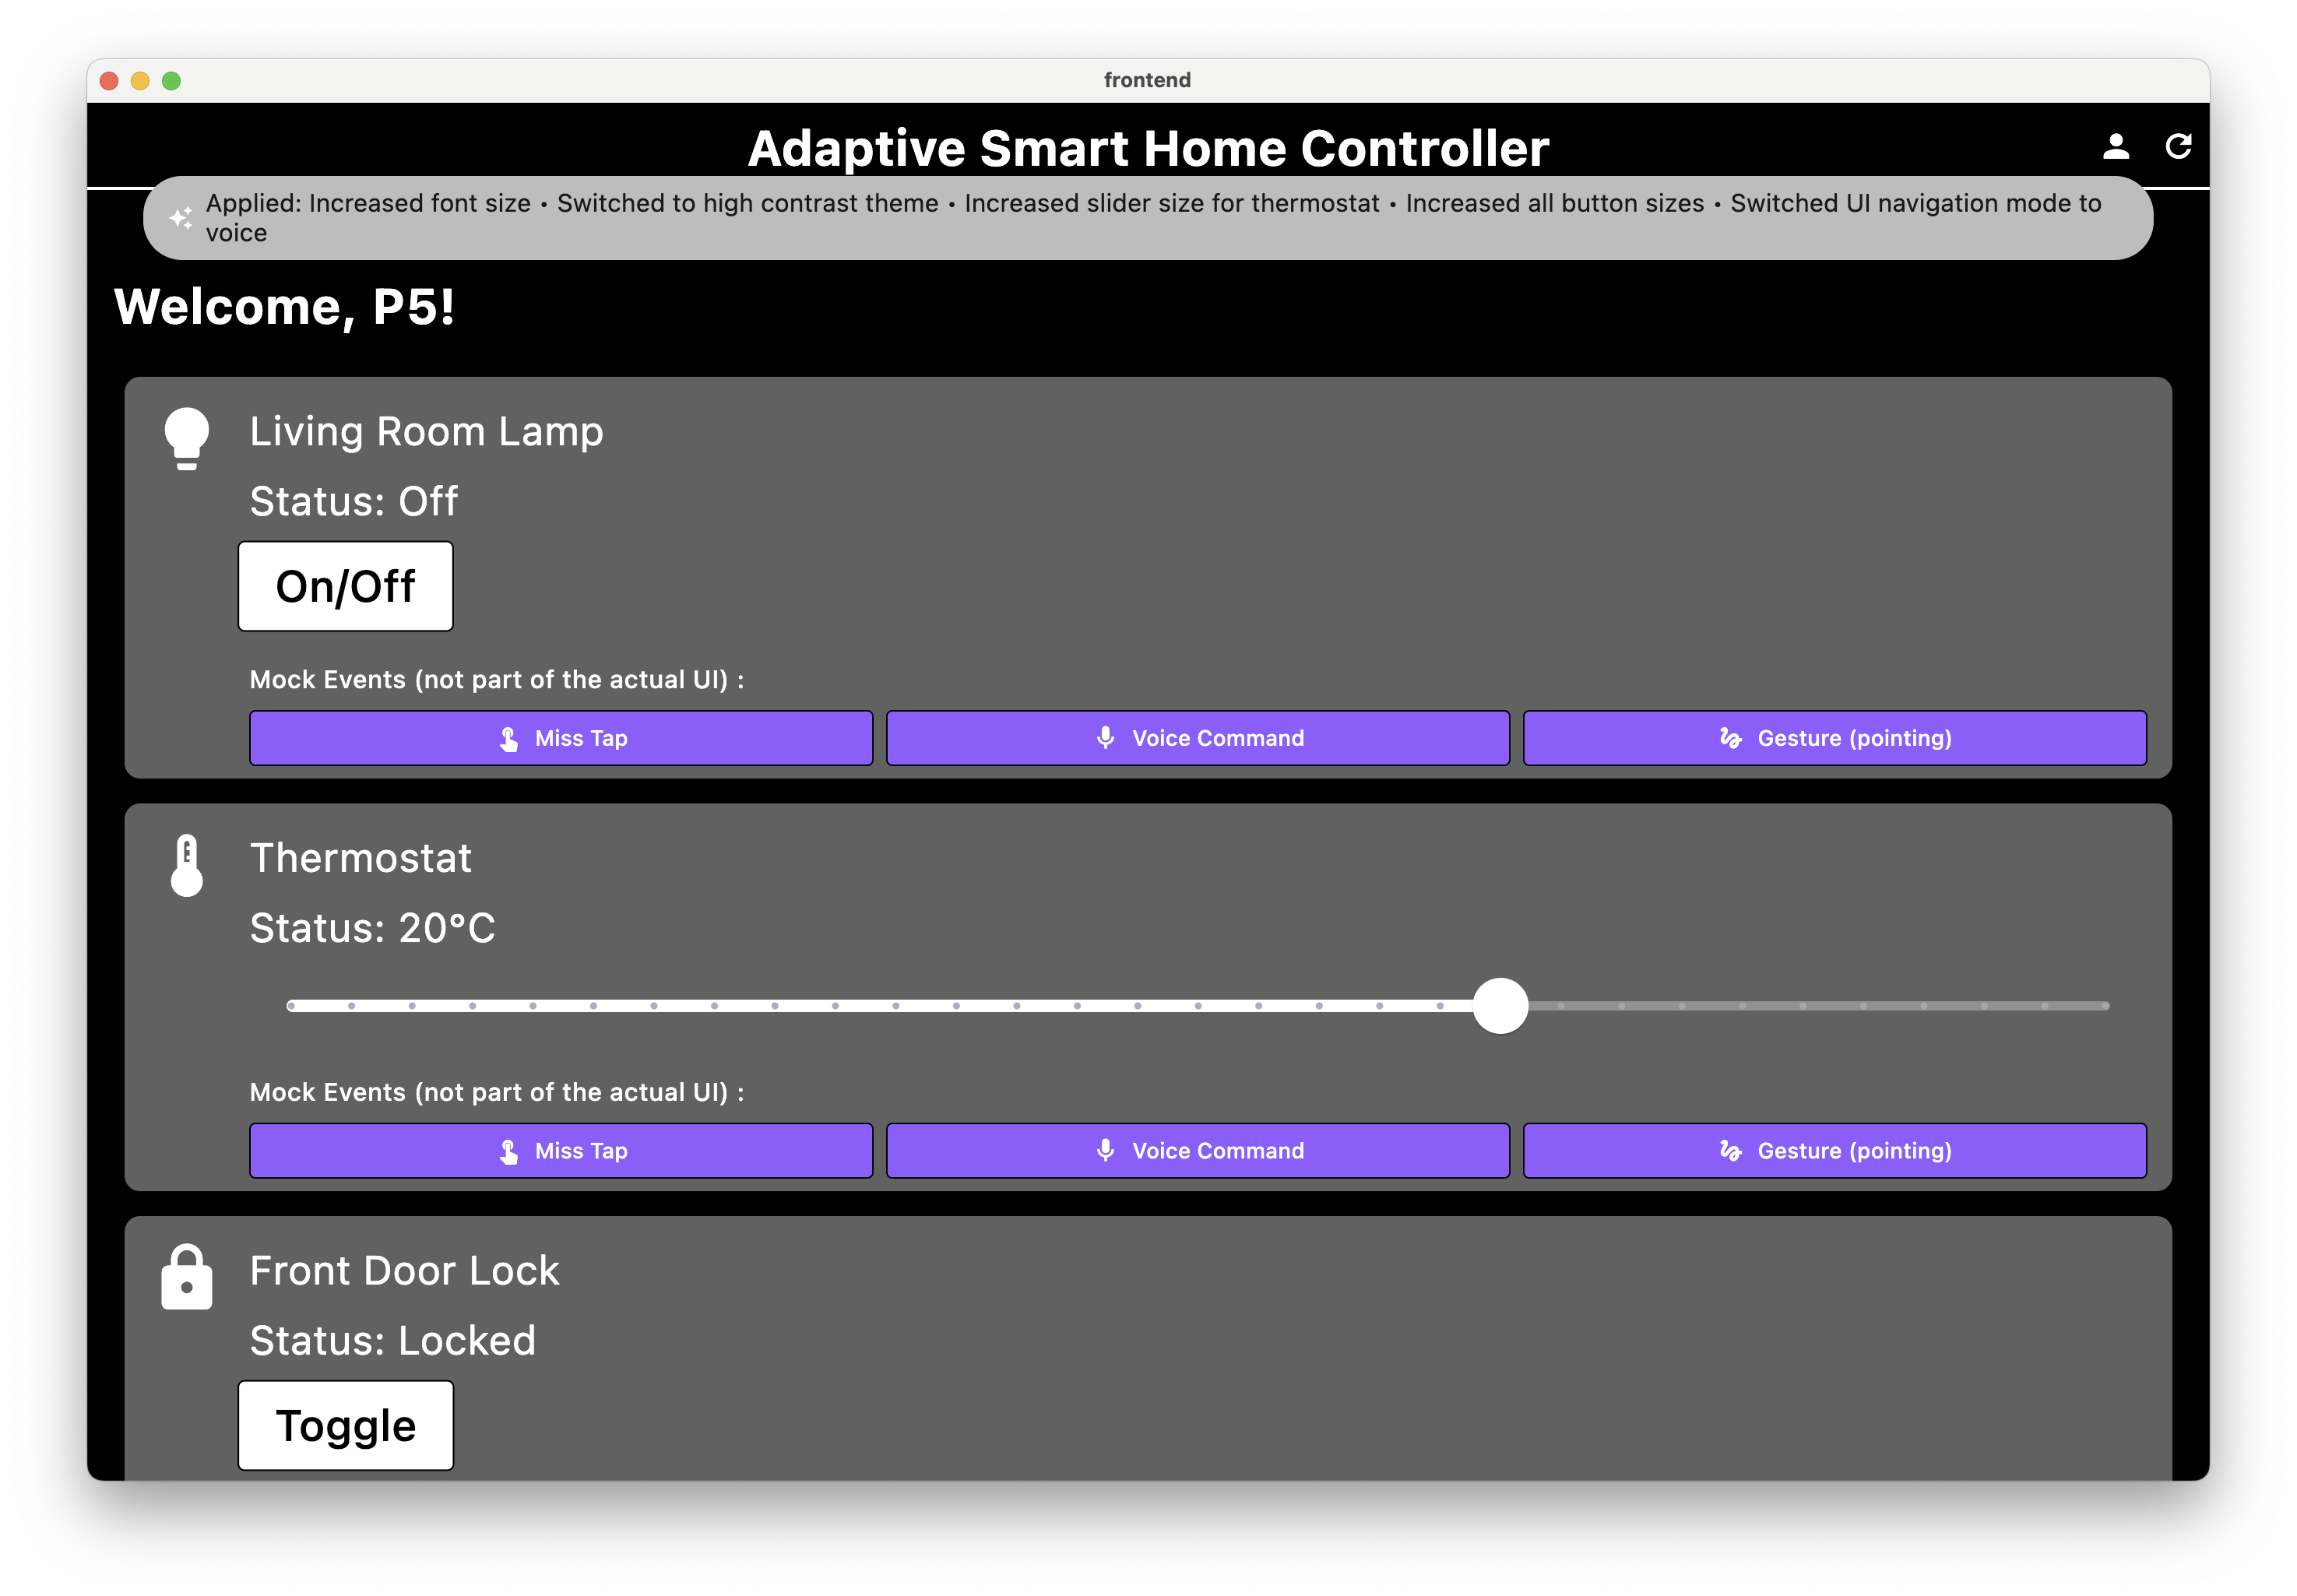 frontend
Adaptive Smart Home Controller
Applied: Increased font size • Switched to high contrast theme • Increased slider size for thermostat • Increased all button sizes • Switched UI navigation mode to
voice
Welcome, P5!
Living Room Lamp
Status: Off
On/Off
Mock Events (not part of the actual UI) :
Miss Tap
Voice Command
Gesture (pointing)
Thermostat
Status: 20°C
Mock Events (not part of the actual UI) :
Miss Tap
Voice Command
Gesture (pointing)
Front Door Lock
Status: Locked
Toggle